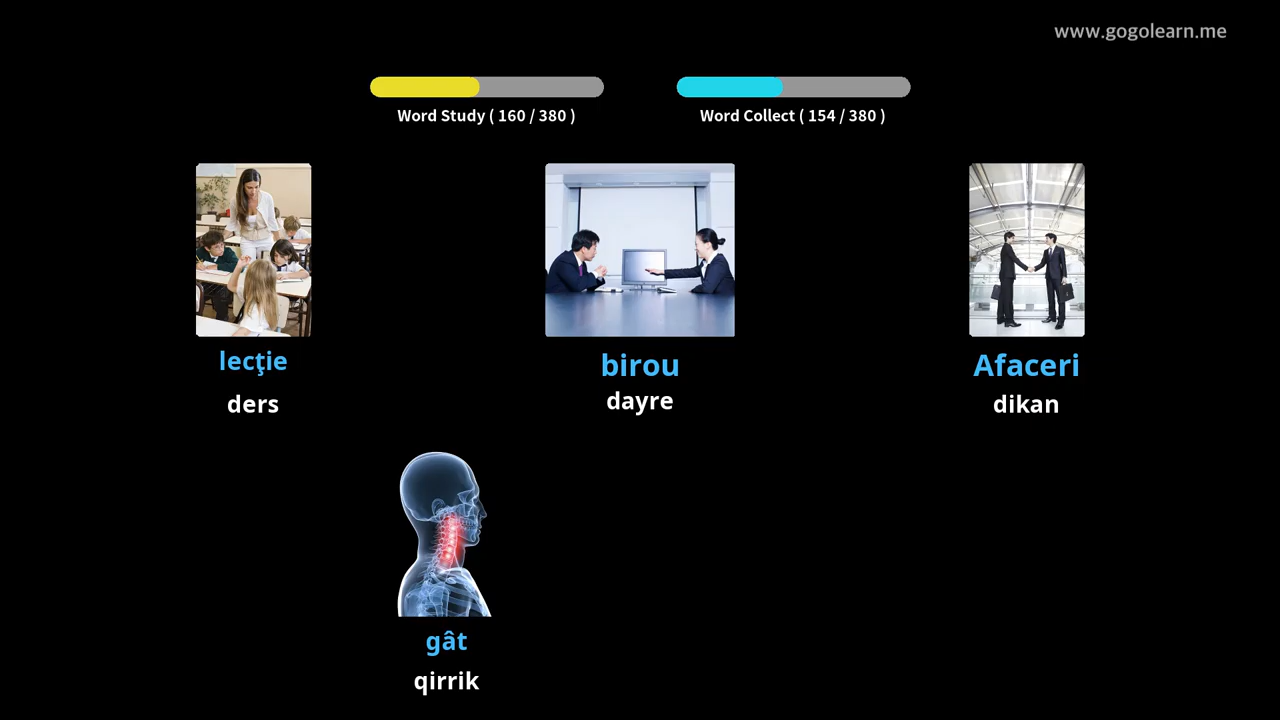 www.gogolearn.me
Word Study ( 160 / 380 )
Word Collect ( 154 / 380 )
lecţie
ders
birou
dayre
Afaceri
dikan
gât
qirrik